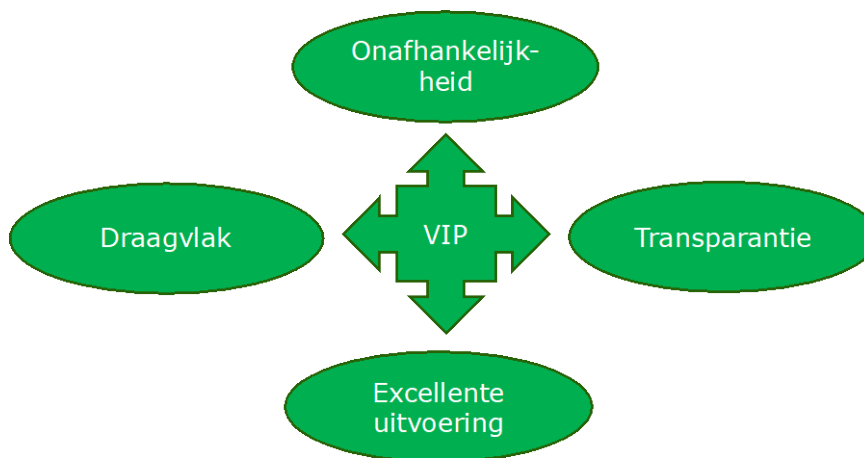 Onafhankelijk-
heid
Draagvlak
VIP
Transparantie
Excellente
uitvoering